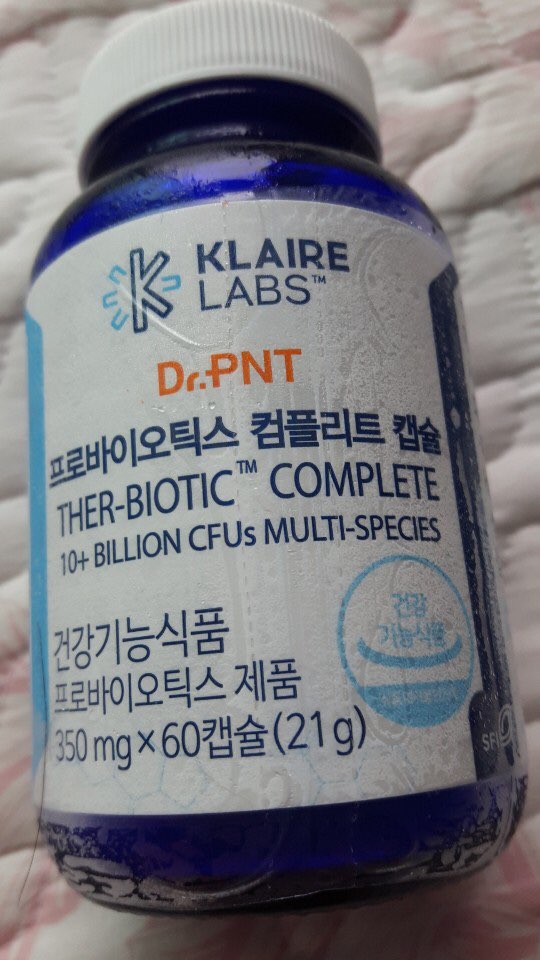 KLAIRE
LABS™
Dr.PNT
프로바이오틱스 컴플리트 캡슐
THER-BIOTIC™ COMPLETE
10+ BILLION CFUs MULTI-SPECIES
건강기능식품
프로바이오틱스 제품
350 mg × 60캡슐(21 g)
건강
기능식품